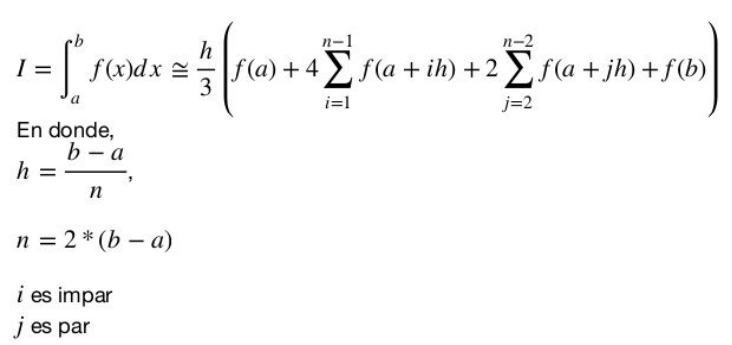 I = ∫_a^b f(x)dx ≅ h/3 ( f(a) + 4 ∑_{i=1}^{n−1} f(a + ih) + 2 ∑_{j=2}^{n−2} f(a + jh) + f(b) )
En donde,
h = (b − a)/n,
n = 2 * (b − a)
i es impar
j es par